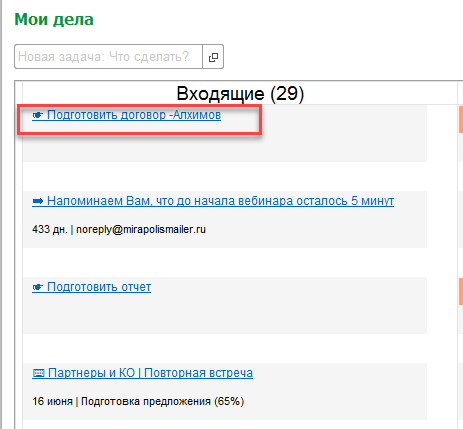 Мои дела
Новая задача: Что сделать?
Входящие (29)
Подготовить договор -Алхимов
Напоминаем Вам, что до начала вебинара осталось 5 минут
433 дн. | noreply@mirapolismailer.ru
Подготовить отчет
Партнеры и КО | Повторная встреча
16 июня | Подготовка предложения (65%)